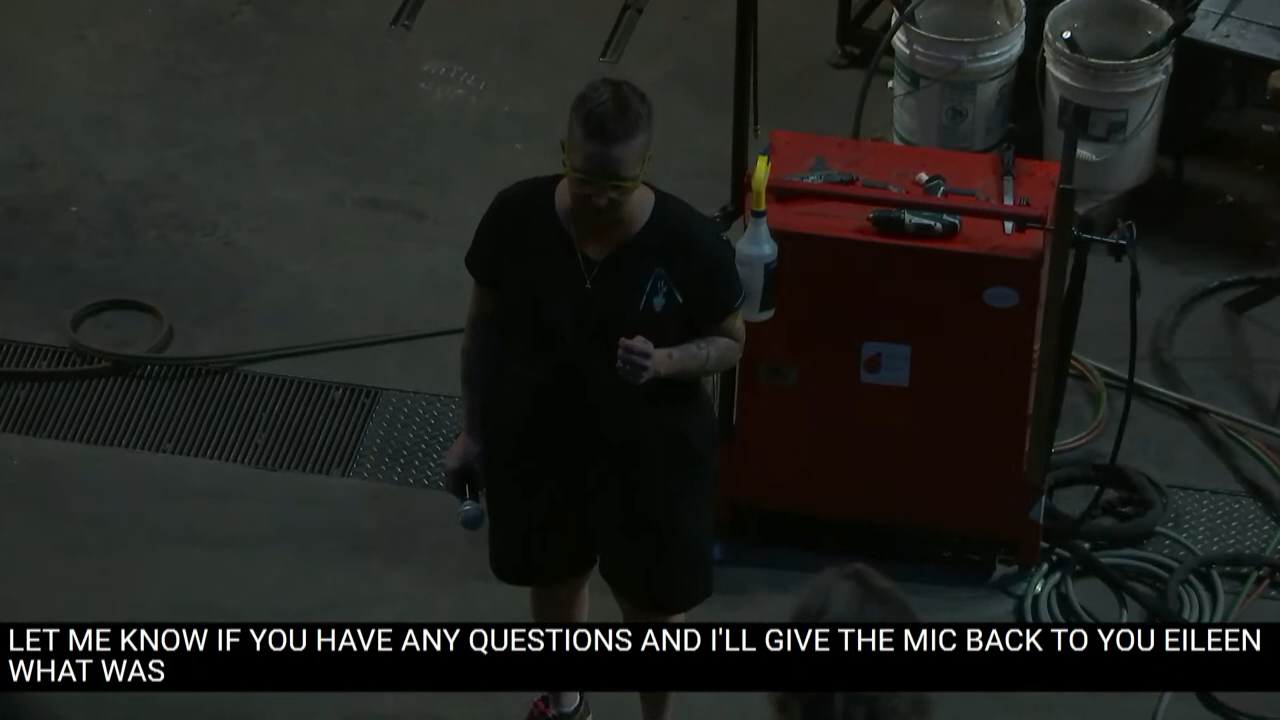 LET ME KNOW IF YOU HAVE ANY QUESTIONS AND I'LL GIVE THE MIC BACK TO YOU EILEEN
WHAT WAS